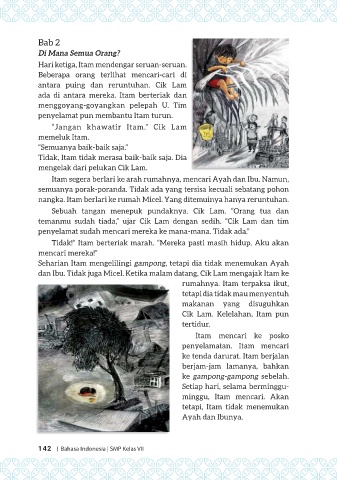 Bab 2
Di Mana Semua Orang?
Hari ketiga, Itam mendengar seruan-seruan.
Beberapa orang terlihat mencari-cari di
antara puing dan reruntuhan. Cik Lam
ada di antara mereka. Itam berteriak dan
menggoyang-goyangkan pelepah U. Tim
penyelamat pun membantu Itam turun.
"Jangan khawatir Itam." Cik Lam
memeluk Itam.
"Semuanya baik-baik saja."
Tidak, Itam tidak merasa baik-baik saja. Dia
mengelak dari pelukan Cik Lam.
Itam segera berlari ke arah rumahnya, mencari Ayah dan Ibu. Namun,
semuanya porak-poranda. Tidak ada yang tersisa kecuali sebatang pohon
nangka. Itam berlari ke rumah Micel. Yang ditemuinya hanya reruntuhan.
Sebuah tangan menepuk pundaknya. Cik Lam, "Orang tua dan
temanmu sudah tiada," ujar Cik Lam dengan sedih. "Cik Lam dan tim
penyelamat sudah mencari mereka ke mana-mana. Tidak ada."
Tidak!" Itam berteriak marah. "Mereka pasti masih hidup. Aku akan
mencari mereka!"
Seharian Itam mengelilingi gampong, tetapi dia tidak menemukan Ayah
dan Ibu. Tidak juga Micel. Ketika malam datang, Cik Lam mengajak Itam ke
rumahnya. Itam terpaksa ikut,
tetapi dia tidak mau menyentuh
makanan yang disuguhkan
Cik Lam. Kelelahan, Itam pun
tertidur.
Itam mencari ke posko
penyelamatan. Itam mencari
ke tenda darurat. Itam berjalan
berjam-jam lamanya, bahkan
ke gampong-gampong sebelah.
Setiap hari, selama berminggu-
minggu, Itam mencari. Akan
tetapi, Itam tidak menemukan
Ayah dan Ibunya.
142 | Bahasa Indonesia | SMP Kelas VII